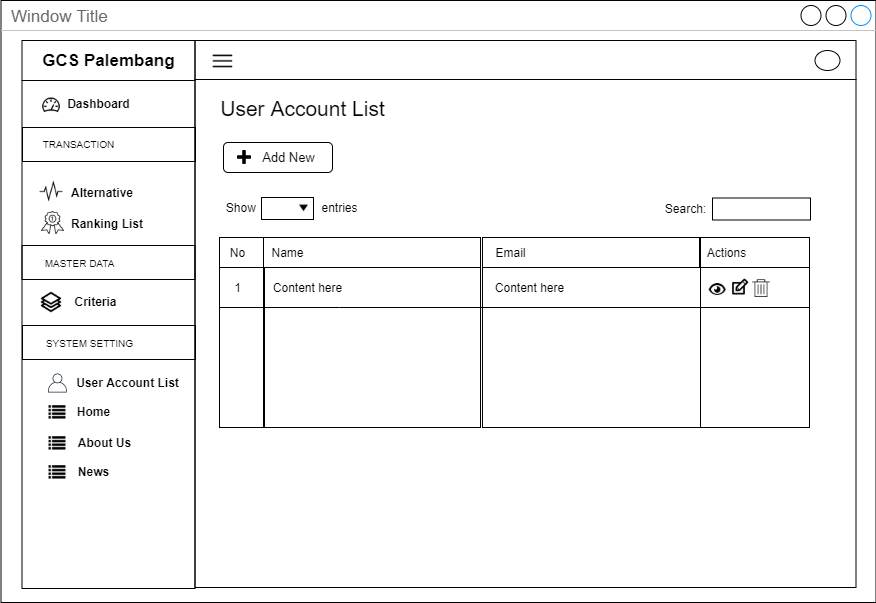 Window Title
GCS Palembang
Dashboard
TRANSACTION
Alternative
Ranking List
MASTER DATA
Criteria
SYSTEM SETTING
User Account List
Home
About Us
News
User Account List
Add New
Show entries
Search:
No Name Email Actions
1 Content here Content here